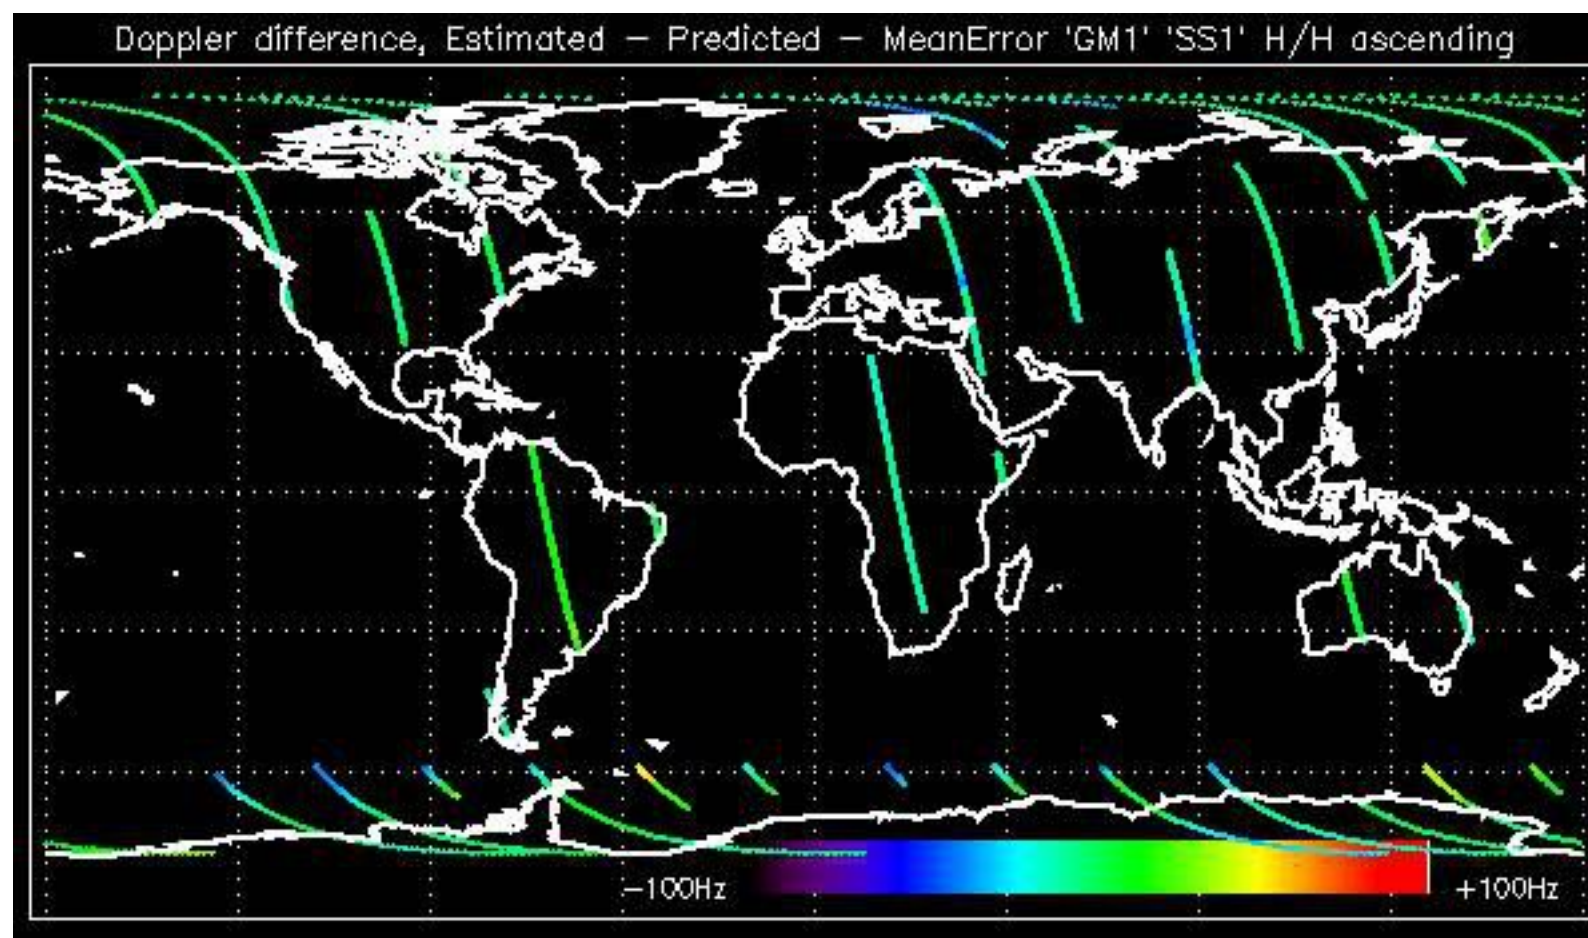 Doppler difference, Estimated – Predicted – MeanError 'GM1' 'SS1' H/H ascending
–100Hz
+100Hz